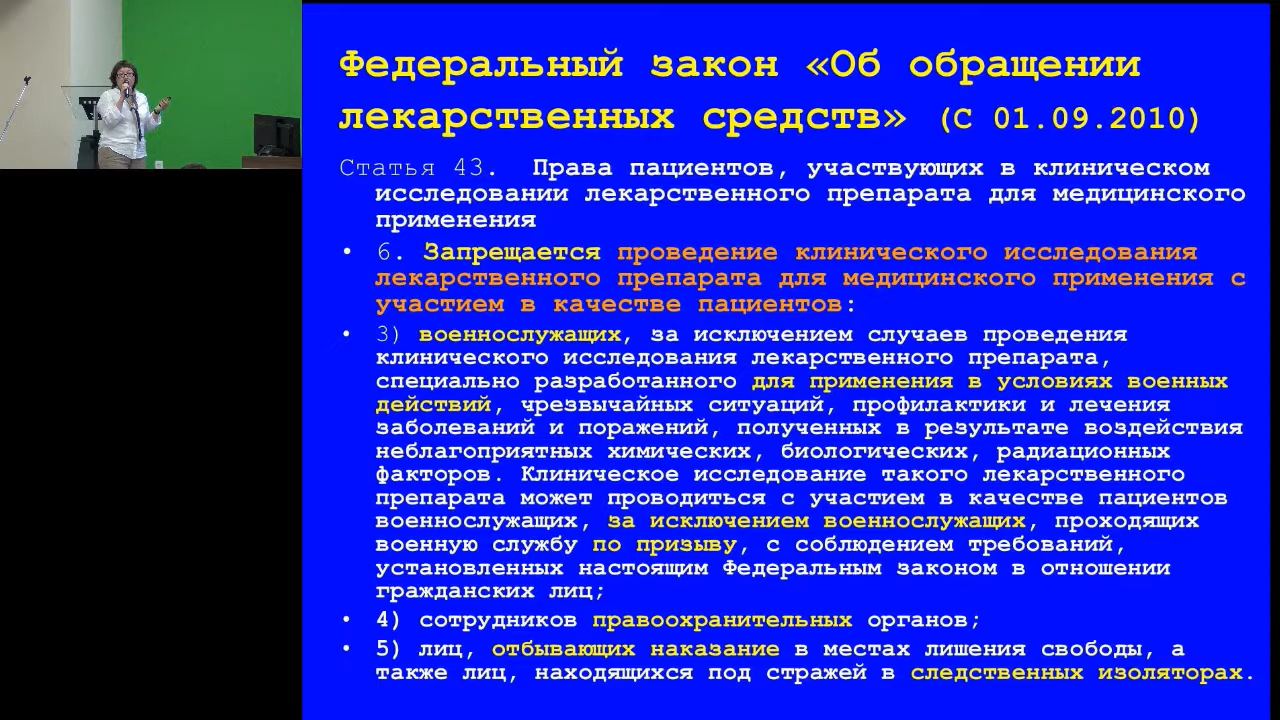 Федеральный закон «Об обращении
лекарственных средств» (С 01.09.2010)
Статья 43. Права пациентов, участвующих в клиническом
исследовании лекарственного препарата для медицинского
применения
• 6. Запрещается проведение клинического исследования
лекарственного препарата для медицинского применения с
участием в качестве пациентов:
• 3) военнослужащих, за исключением случаев проведения
клинического исследования лекарственного препарата,
специально разработанного для применения в условиях военных
действий, чрезвычайных ситуаций, профилактики и лечения
заболеваний и поражений, полученных в результате воздействия
неблагоприятных химических, биологических, радиационных
факторов. Клиническое исследование такого лекарственного
препарата может проводиться с участием в качестве пациентов
военнослужащих, за исключением военнослужащих, проходящих
военную службу по призыву, с соблюдением требований,
установленных настоящим Федеральным законом в отношении
гражданских лиц;
• 4) сотрудников правоохранительных органов;
• 5) лиц, отбывающих наказание в местах лишения свободы, а
также лиц, находящихся под стражей в следственных изоляторах.